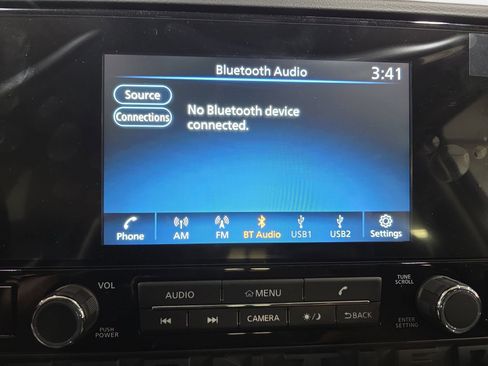 Bluetooth Audio 3:41
Source
Connections
No Bluetooth device
connected.
Phone AM FM BT Audio USB1 USB2 Settings
VOL
PUSH
POWER
AUDIO MENU
CAMERA BACK
TUNE
SCROLL
ENTER
SETTING